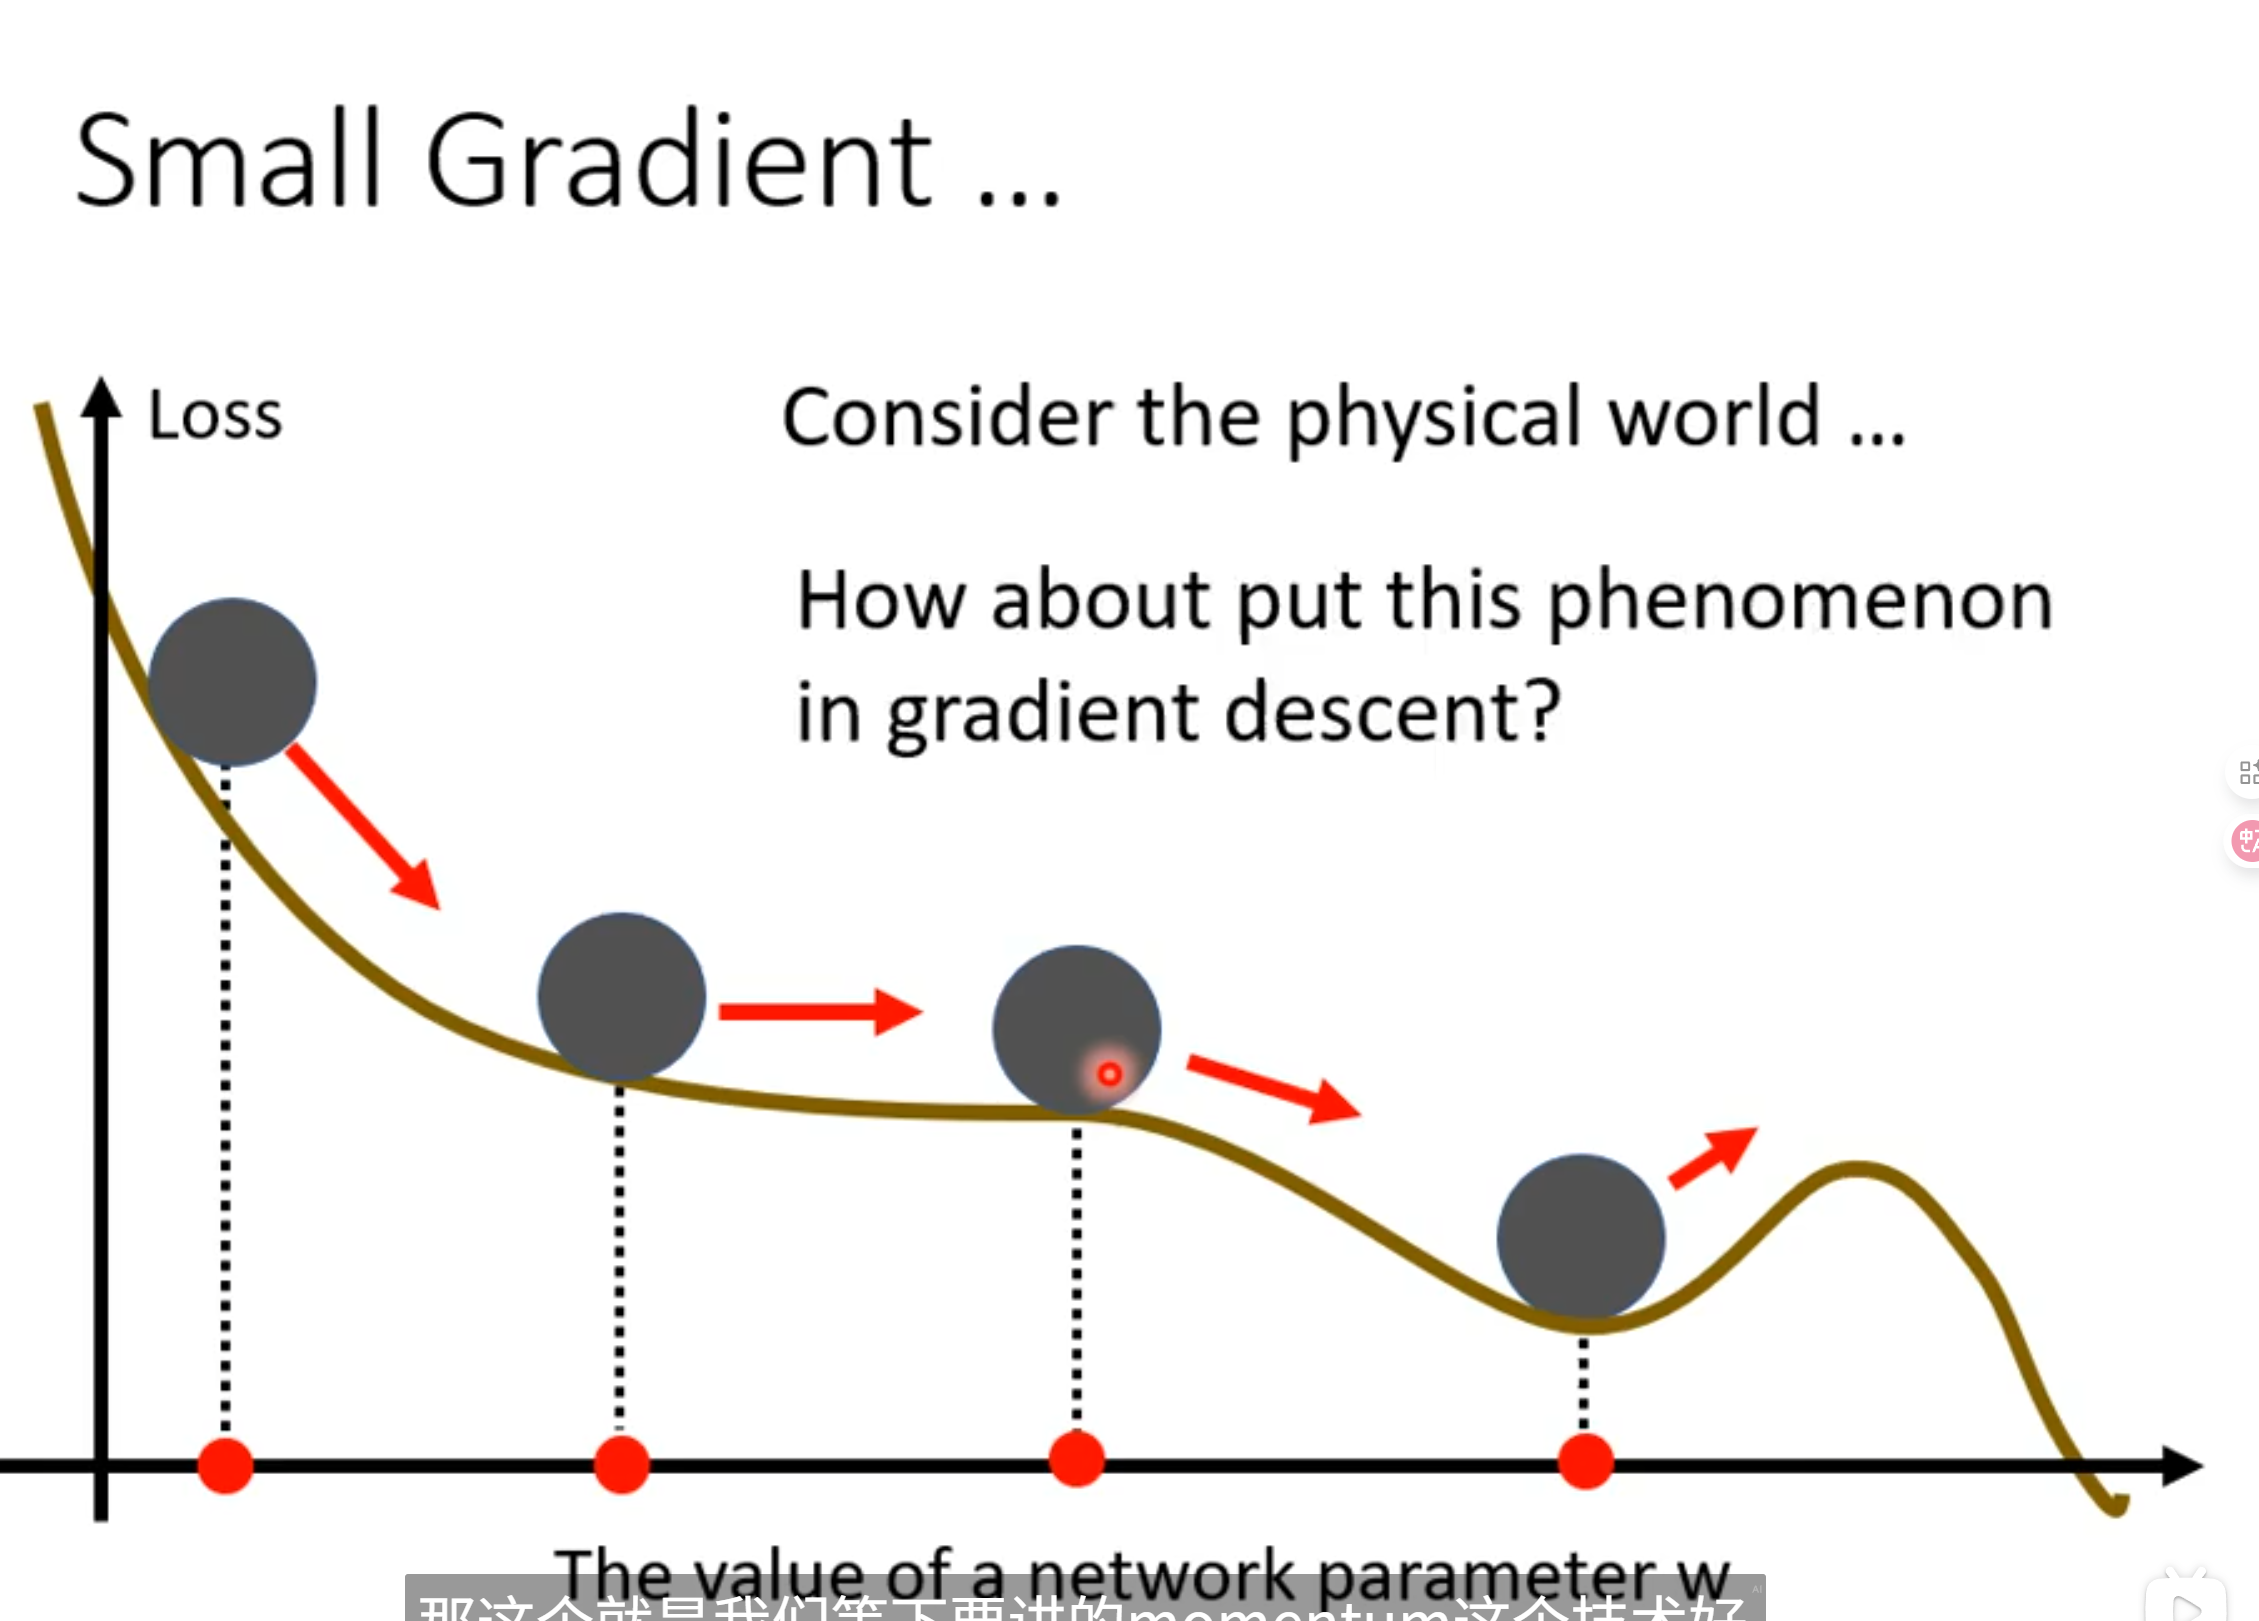 Small Gradient ...
Loss
Consider the physical world ...
How about put this phenomenon
in gradient descent?
The value of a network parameter w
那这个就是我们等下要讲的momentum这个技术好
AI